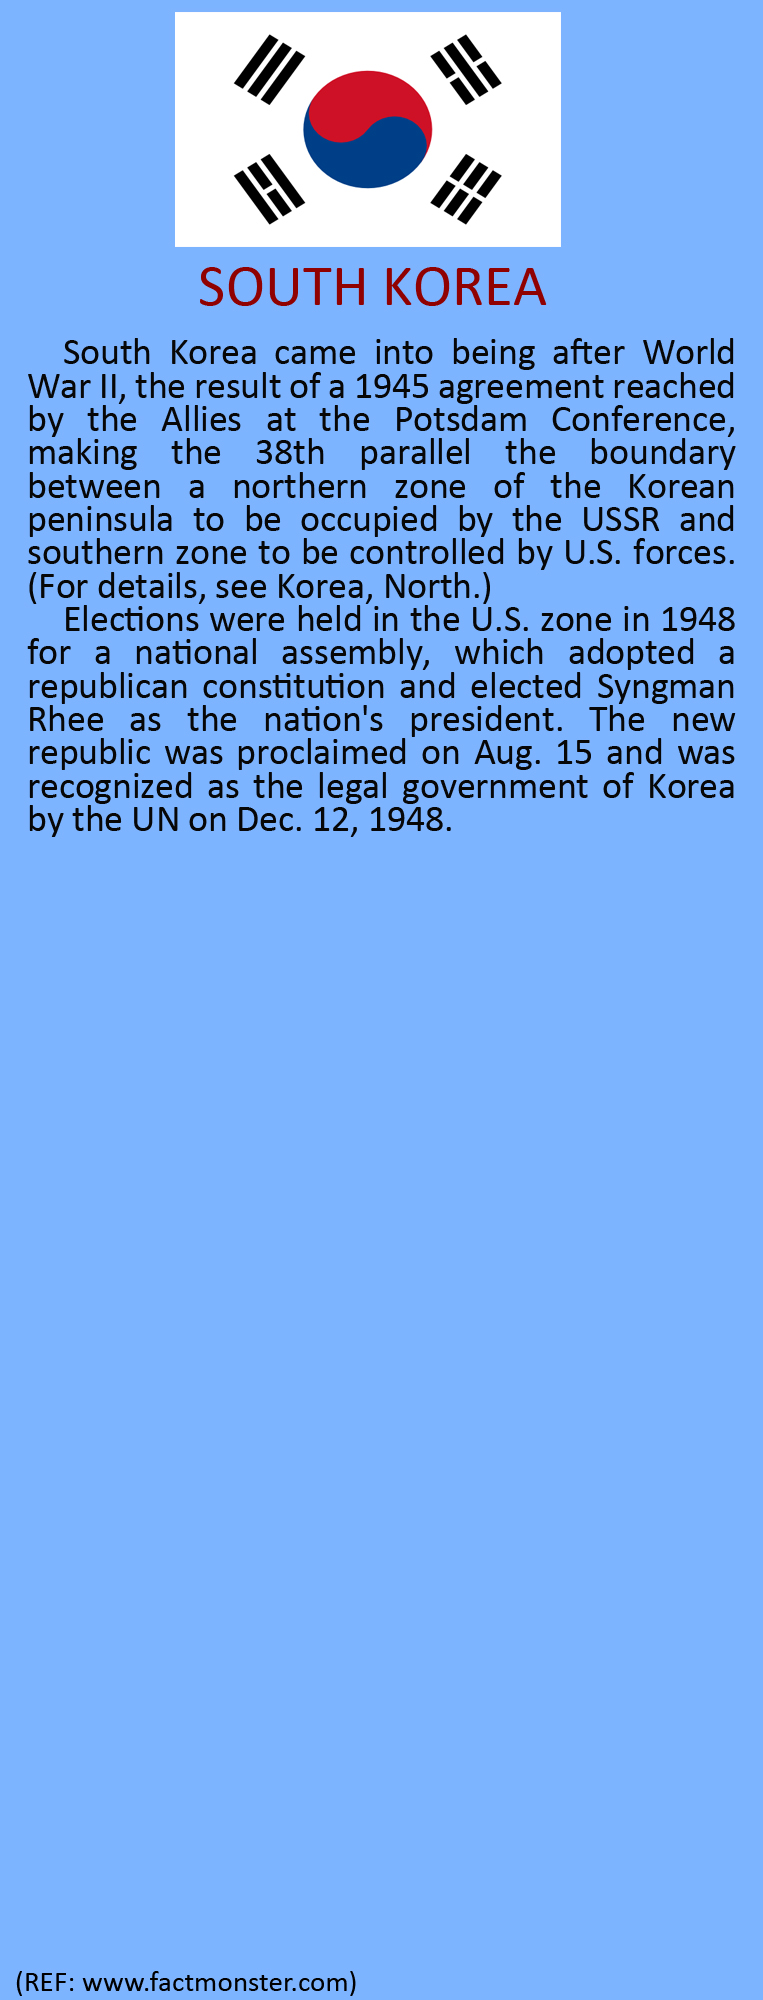 SOUTH KOREA
South Korea came into being after World
War II, the result of a 1945 agreement reached
by the Allies at the Potsdam Conference,
making the 38th parallel the boundary
between a northern zone of the Korean
peninsula to be occupied by the USSR and
southern zone to be controlled by U.S. forces.
(For details, see Korea, North.)
Elections were held in the U.S. zone in 1948
for a national assembly, which adopted a
republican constitution and elected Syngman
Rhee as the nation's president. The new
republic was proclaimed on Aug. 15 and was
recognized as the legal government of Korea
by the UN on Dec. 12, 1948.
(REF: www.factmonster.com)